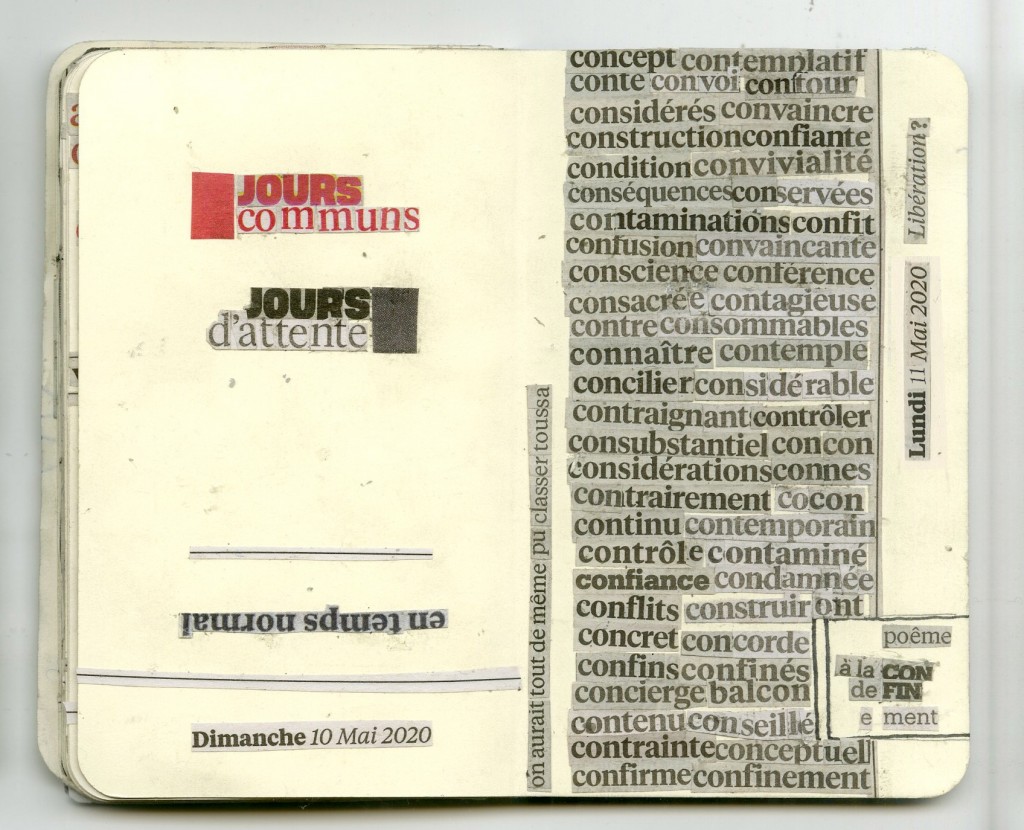 JOURS
communs
JOURS
d'attente
en temps normal
Dimanche 10 Mai 2020
on aurait tout de même pu classer toussa
concept contemplatif
conte convoi contour
considérés convaincre
construction confiante
condition convivialité
conséquences conservées
contaminations confit
confusion convaincante
conscience conférence
consacrée contagieuse
contre consommables
connaître contemple
concilier considérable
contraignant contrôler
consubstantiel concon
considérations connes
contrairement cocon
continu contemporain
contrôle contaminé
confiance condamnée
conflits construiront
concret concorde
confins confinés
concierge balcon
contenu conseillé
contrainte conceptuel
confirme confinement
Libération?
Lundi 11 Mai 2020
poême
à la CON
de FIN
e ment